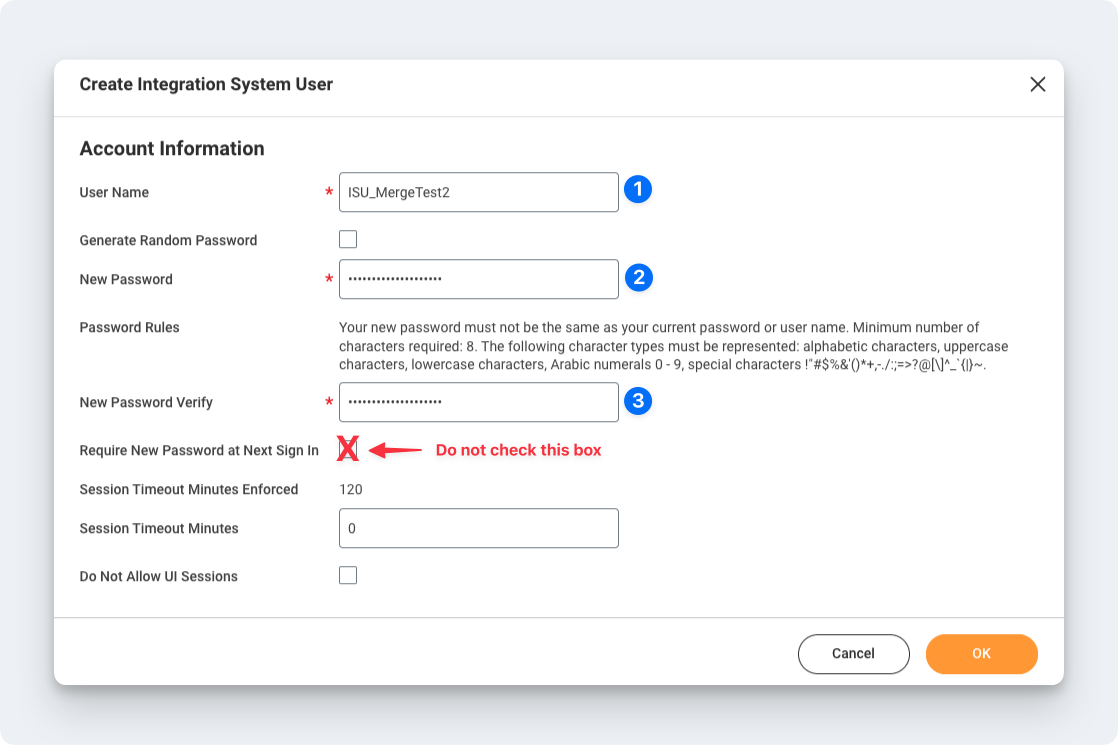 Create Integration System User
Account Information
User Name * ISU_MergeTest2 1
Generate Random Password
New Password * •••••••••••••••••••• 2
Password Rules
Your new password must not be the same as your current password or user name. Minimum number of
characters required: 8. The following character types must be represented: alphabetic characters, uppercase
characters, lowercase characters, Arabic numerals 0 - 9, special characters !"#$%&'()*+,-./:;=>?@[\]^_`{|}~.
New Password Verify * •••••••••••••••••••• 3
Require New Password at Next Sign In X Do not check this box
Session Timeout Minutes Enforced 120
Session Timeout Minutes 0
Do Not Allow UI Sessions
Cancel OK